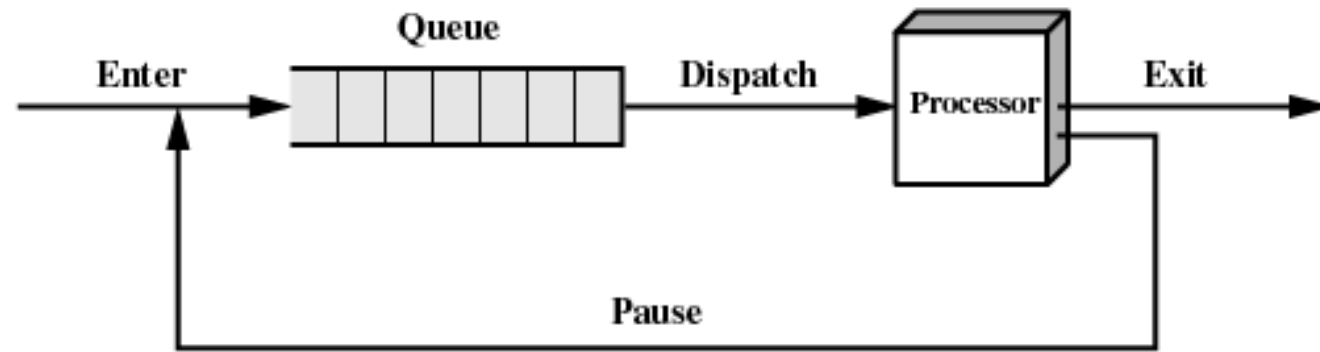 Queue
Enter
Dispatch
Processor
Exit
Pause